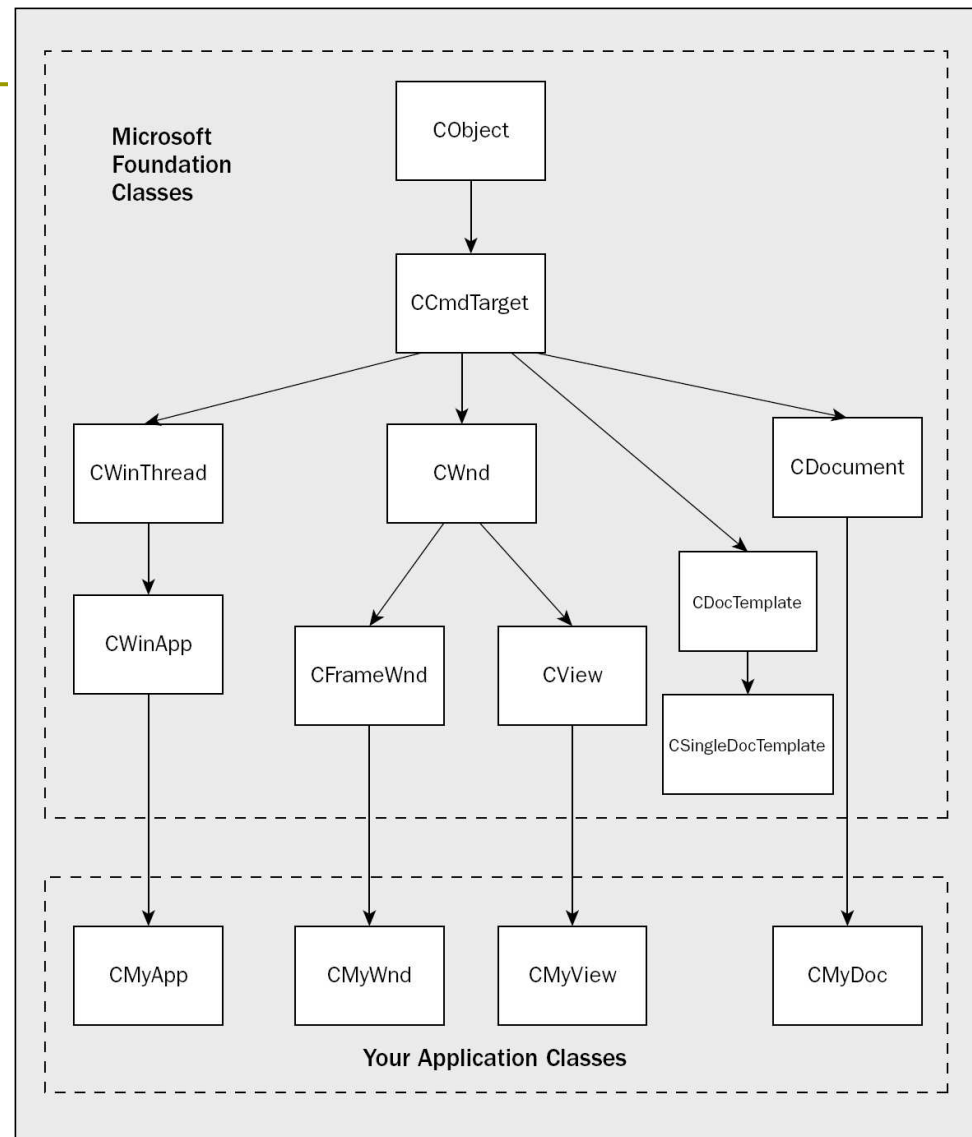 CObject
Microsoft
Foundation
Classes
CCmdTarget
CWinThread
CWnd
CDocument
CDocTemplate
CWinApp
CFrameWnd
CView
CSingleDocTemplate
CMyApp
CMyWnd
CMyView
CMyDoc
Your Application Classes